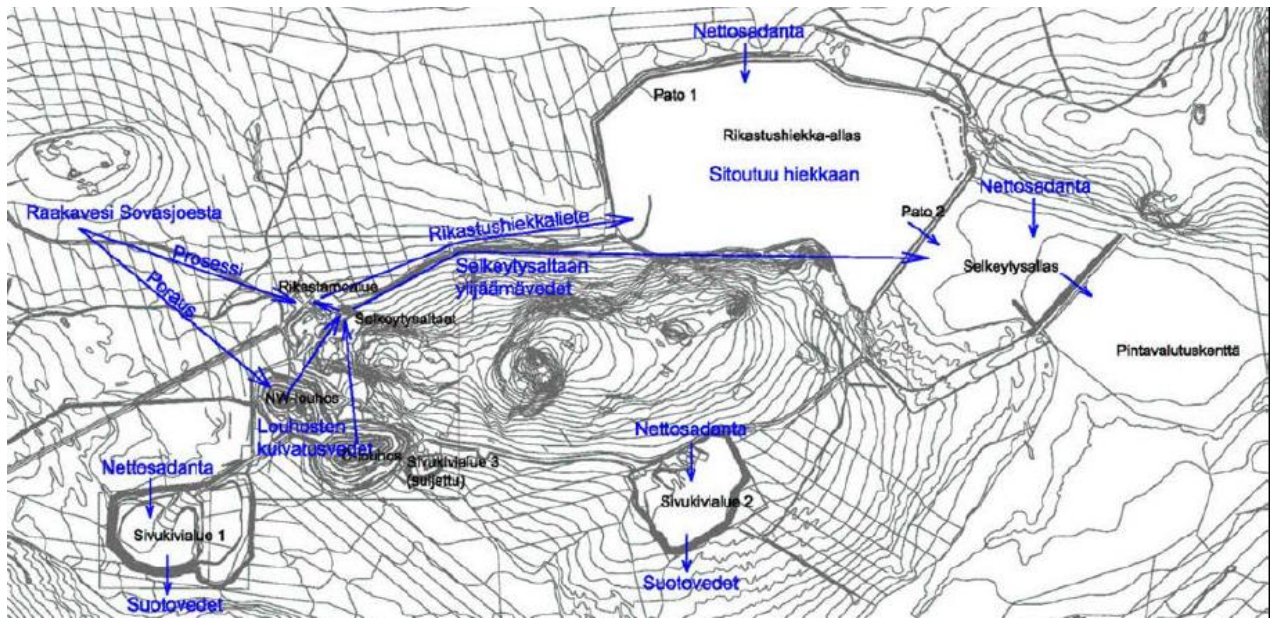 Nettosadanta
Pato 1
Rikastushiekka-allas
Sitoutuu hiekkaan
Nettosadanta
Raakavesi Sovasjoesta
Pato 2
Rikastushiekkaliete
Prosessi
Selkeytysaltaan
ylijäämävedet
Selkeytysallas
Rikastamoalue
Poraus
Selkeytysaltaat
Pintavalutuskenttä
NW-louhos
Louhosten
kuivatusvedet
Nettosadanta
Nettosadanta
Sivukivialue 3
(suljettu)
Sivukivialue 2
Sivukivialue 1
Suotovedet
Suotovedet